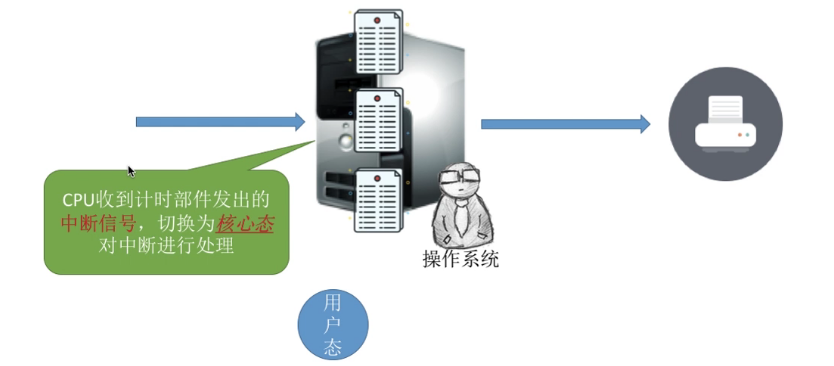 CPU收到计时部件发出的
中断信号，切换为核心态
对中断进行处理
操作系统
用
户
态